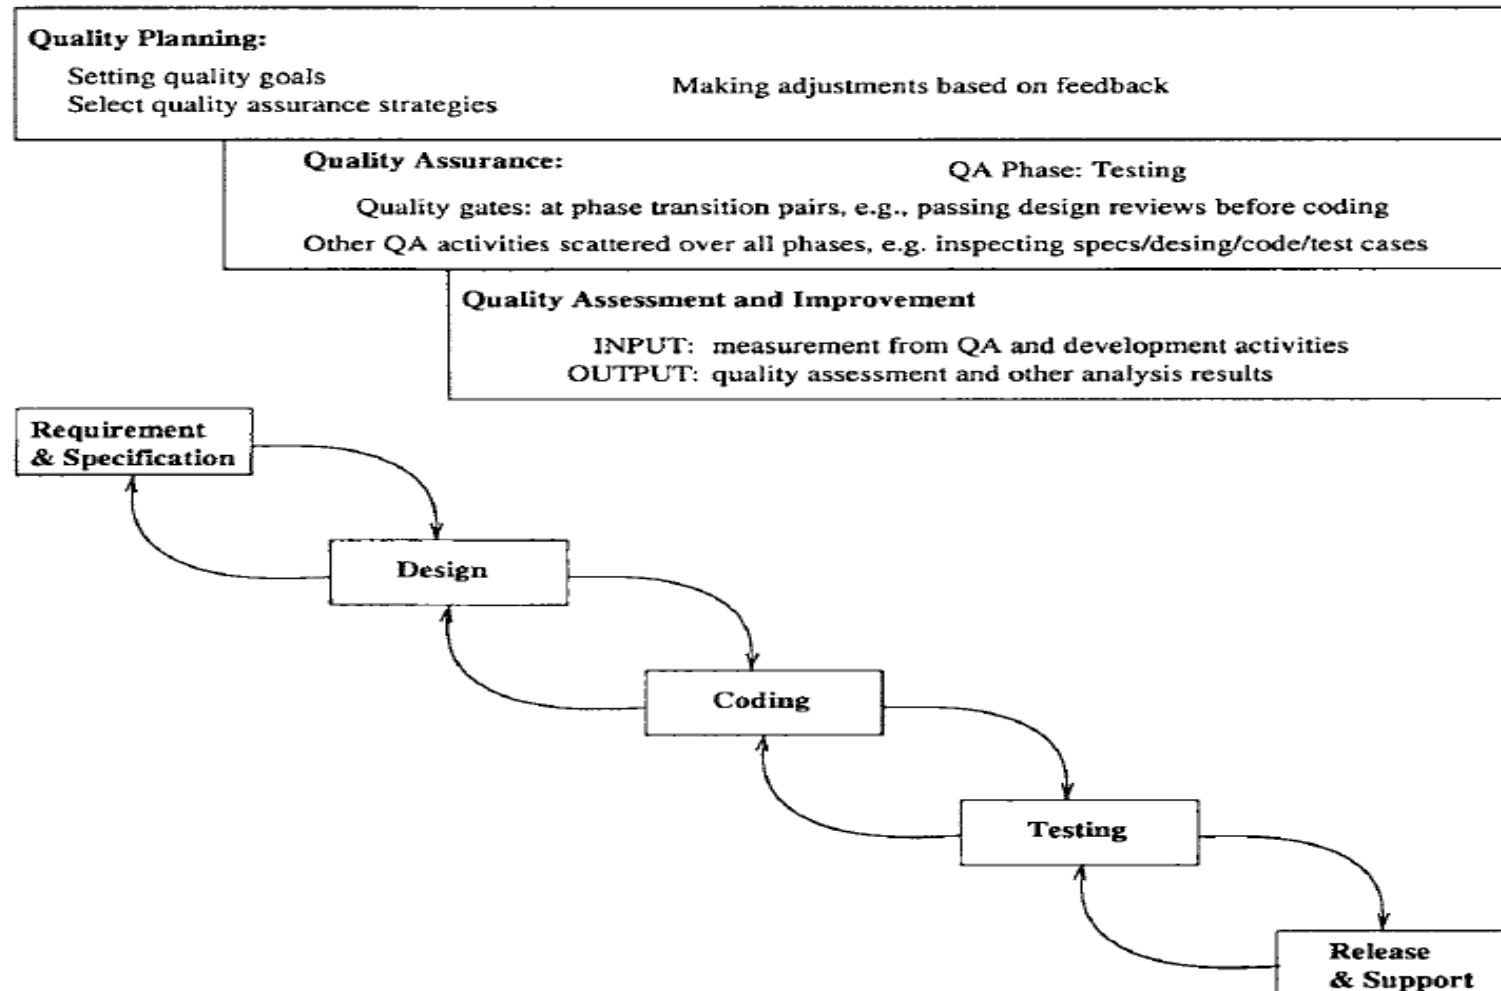 Quality Planning:
Setting quality goals
Select quality assurance strategies
Making adjustments based on feedback
Quality Assurance:
QA Phase: Testing
Quality gates: at phase transition pairs, e.g., passing design reviews before coding
Other QA activities scattered over all phases, e.g. inspecting specs/desing/code/test cases
Quality Assessment and Improvement
INPUT: measurement from QA and development activities
OUTPUT: quality assessment and other analysis results
Requirement
& Specification
Design
Coding
Testing
Release
& Support